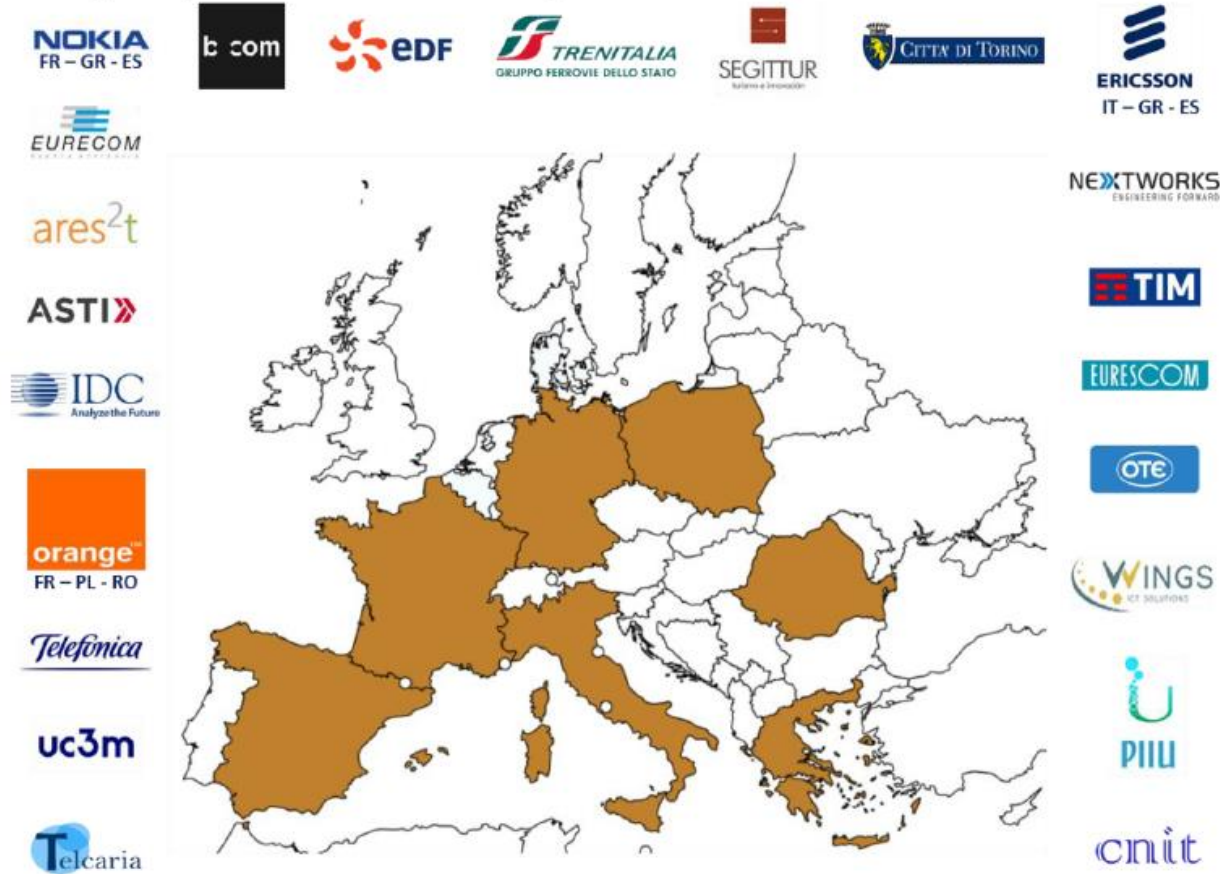 NOKIA
FR – GR - ES
b com
eDF
TRENITALIA
GRUPPO FERROVIE DELLO STATO
SEGITTUR
turismo e innovación
CITTA' DI TORINO
ERICSSON
IT – GR - ES
EURECOM
ares2t
ASTI
IDC
Analyze the Future
orange
FR – PL - RO
Telefónica
uc3m
Telcaria
NEXTWORKS
ENGINEERING FORWARD
TIM
EURESCOM
OTE
WINGS
ICT SOLUTIONS
PIIU
cnit